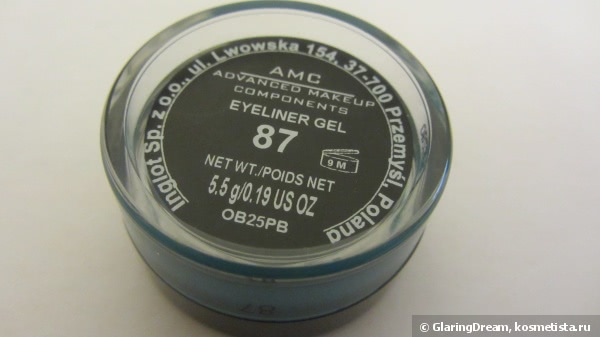 Inglot Sp. z o.o., ul. Lwowska 154, 37-700 Przemyśl, Poland
AMC
ADVANCED MAKEUP
COMPONENTS
EYELINER GEL
87
9 M
NET WT./POIDS NET
5.5 g/0.19 US OZ
OB25PB
87
© GlaringDream, kosmetista.ru